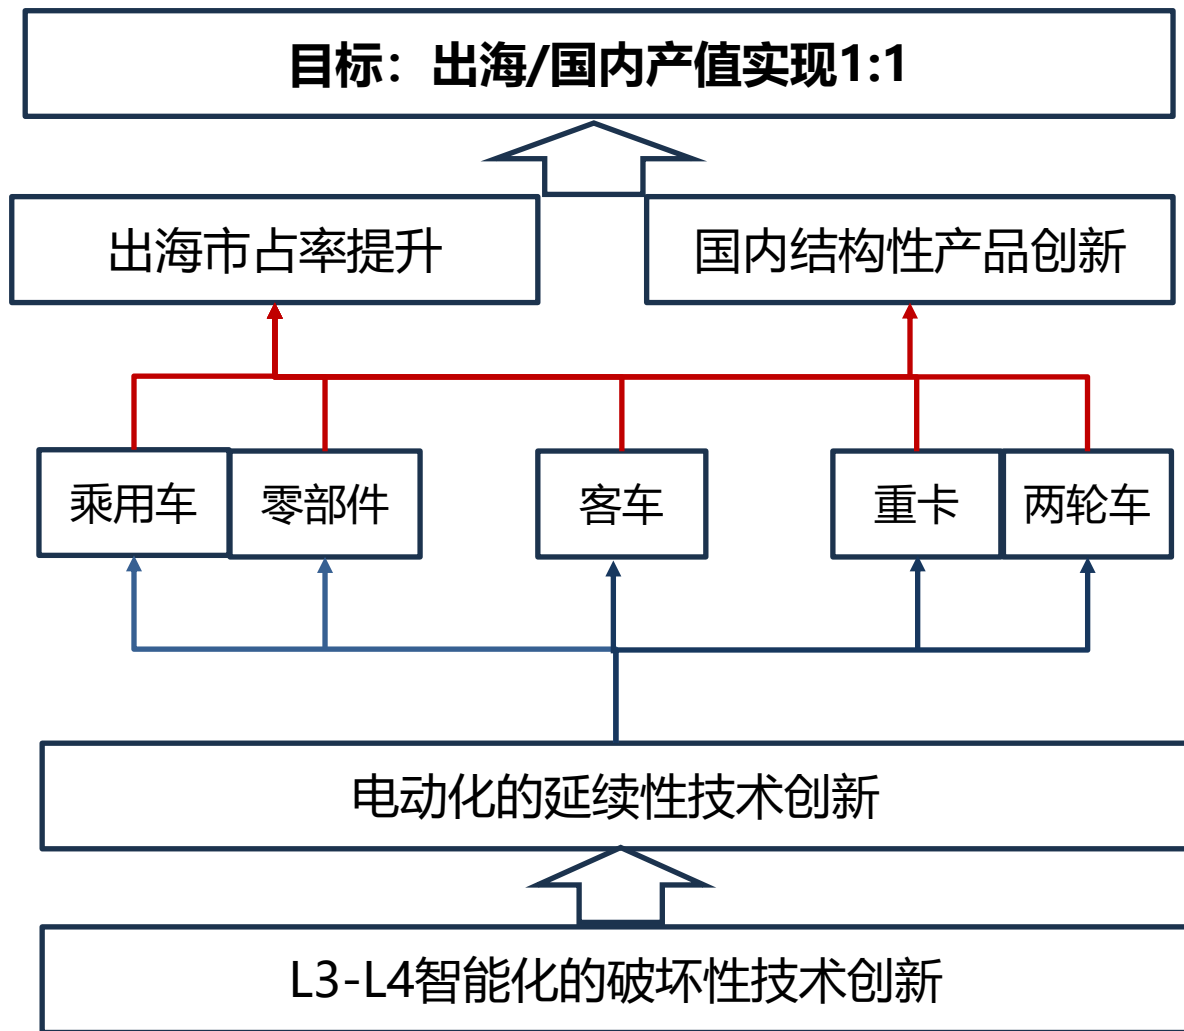 目标：出海/国内产值实现1:1
出海市占率提升
国内结构性产品创新
乘用车
零部件
客车
重卡
两轮车
电动化的延续性技术创新
L3-L4智能化的破坏性技术创新